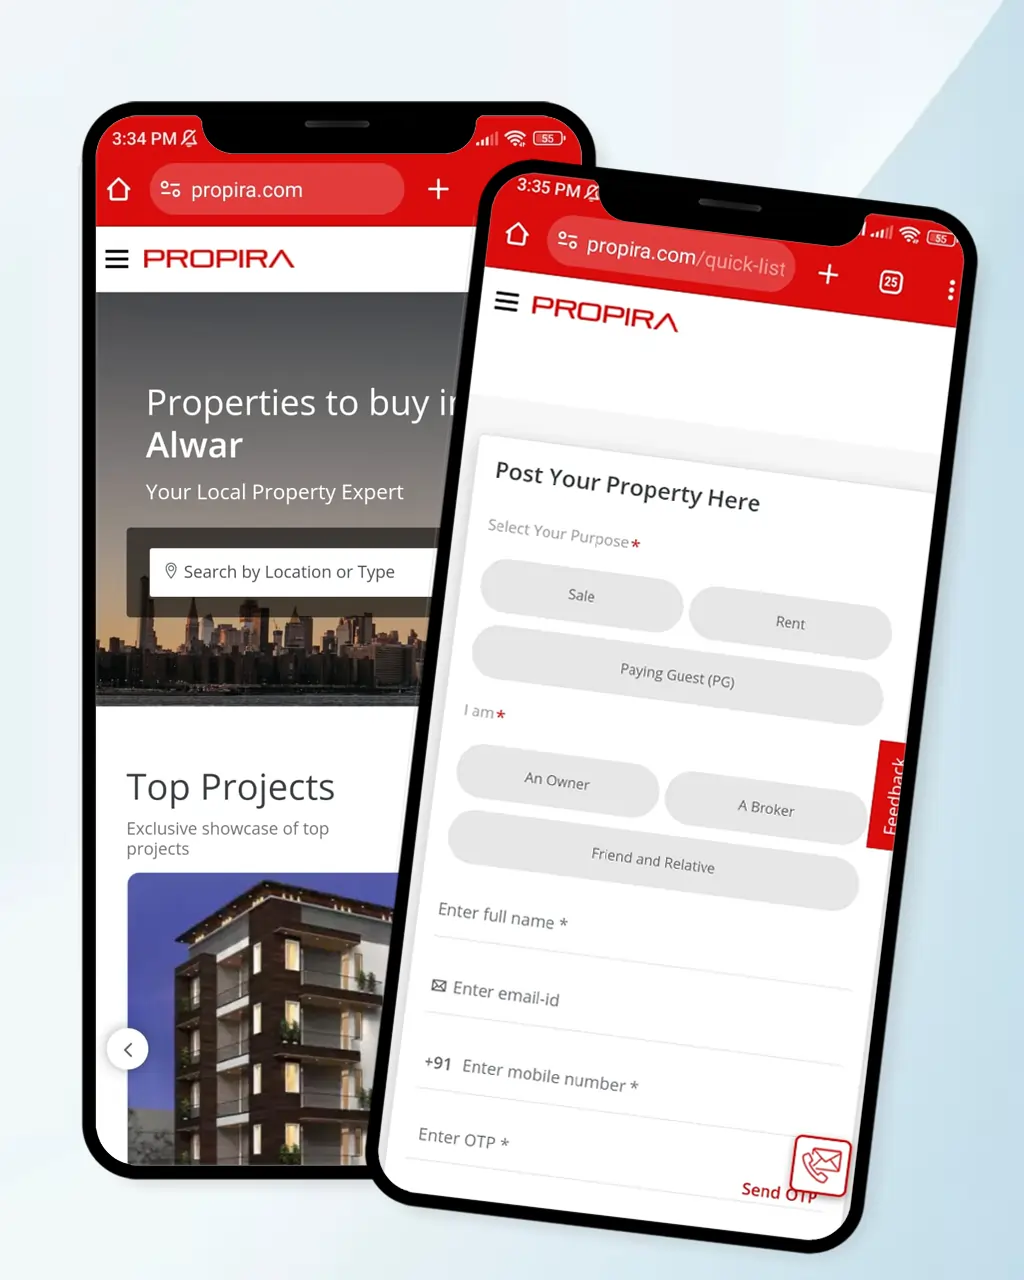 3:34 PM
55
propira.com
PROPIRA
Properties to buy in
Alwar
Your Local Property Expert
Search by Location or Type
Top Projects
Exclusive showcase of top
projects
3:35 PM
55
propira.com/quick-list
25
PROPIRA
Post Your Property Here
Select Your Purpose*
Sale
Rent
Paying Guest (PG)
I am*
An Owner
A Broker
Friend and Relative
Feedback
Enter full name *
Enter email-id
+91 Enter mobile number *
Enter OTP *
Send OTP